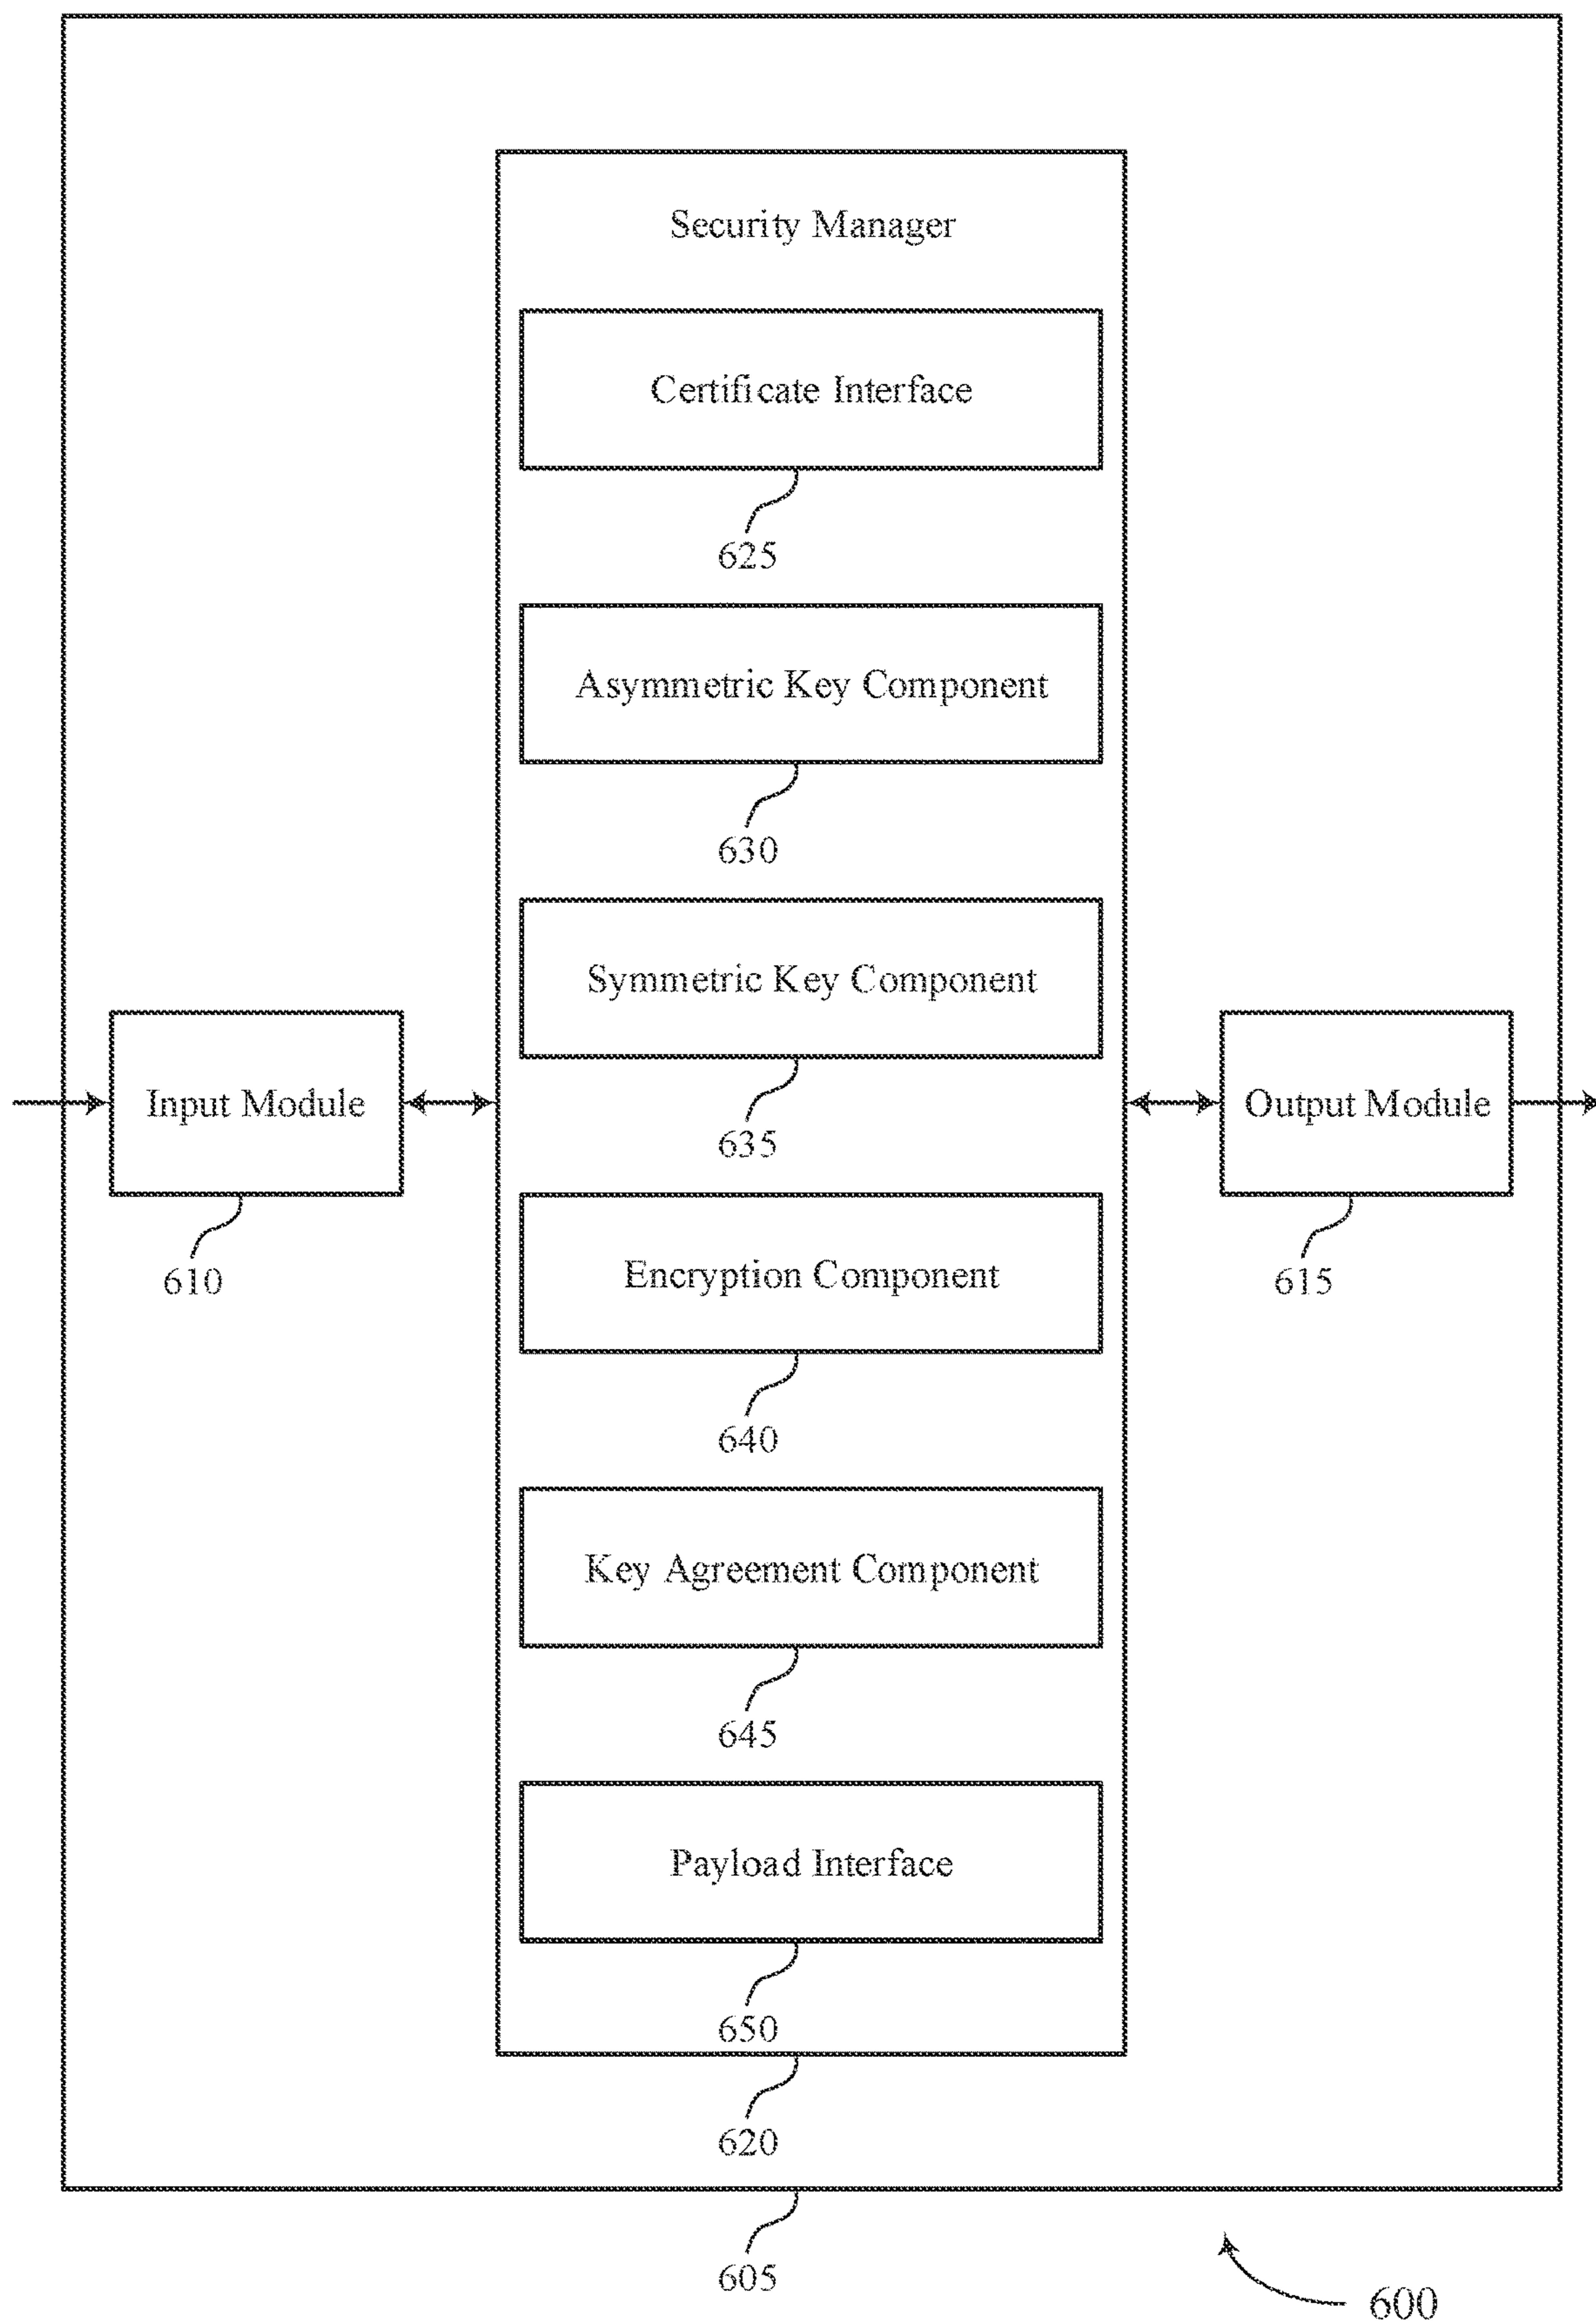 Security Manager
Certificate Interface
625
Asymmetric Key Component
630
Symmetric Key Component
635
Input Module
610
Output Module
615
Encryption Component
640
Key Agreement Component
645
Payload Interface
650
620
605
600